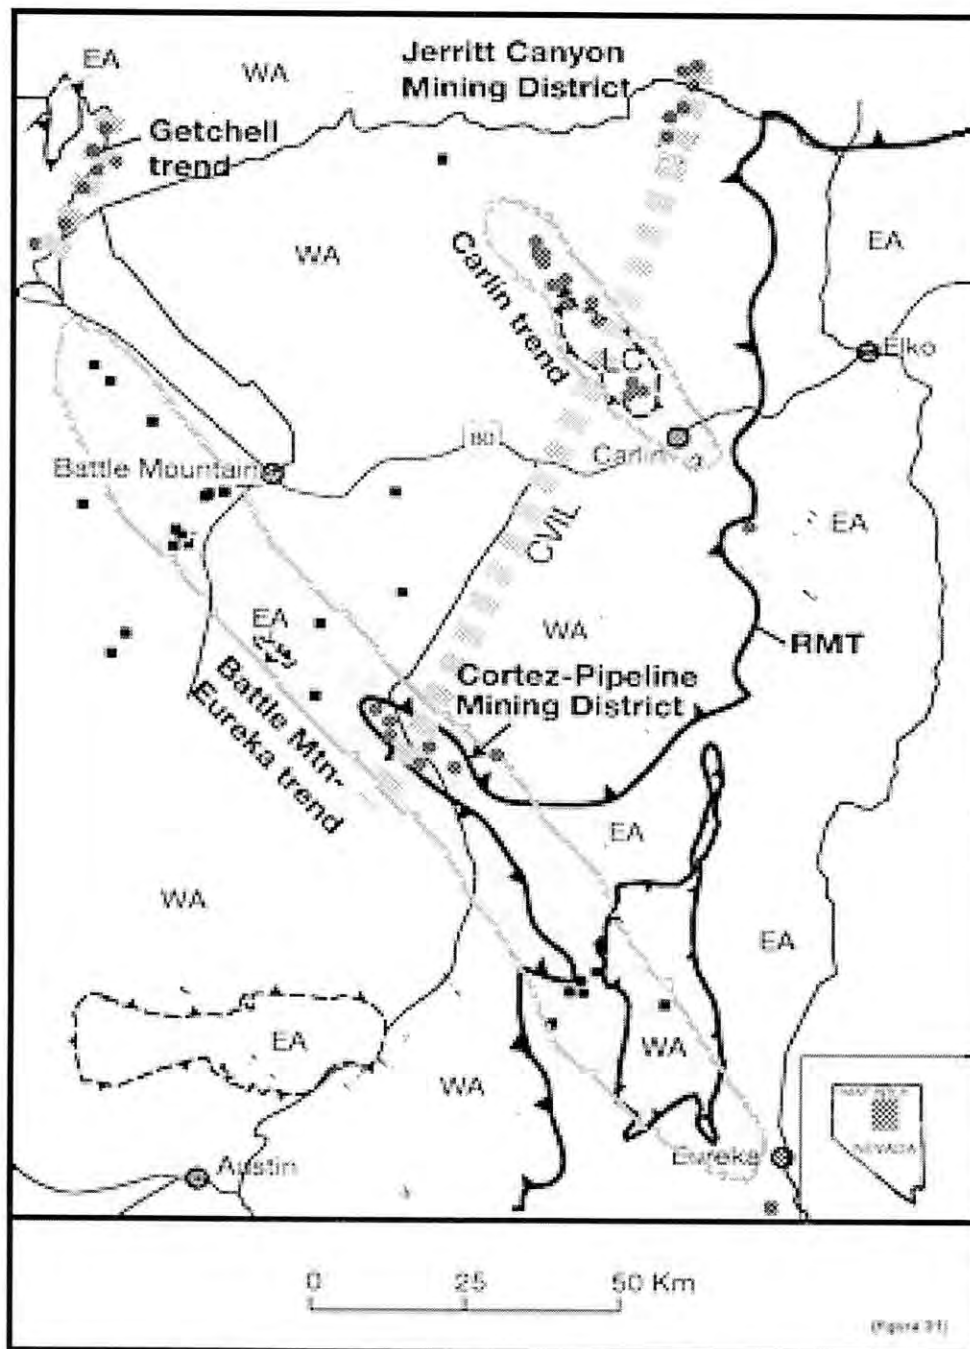 EA
WA
Jerritt Canyon
Mining District
Getchell
trend
WA
Carlin trend
EA
LC
Elko
Battle Mountain
80
Carlin
CVIL
EA
EA
WA
RMT
Battle Mtn-
Eureka trend
Cortez-Pipeline
Mining District
EA
WA
EA
EA
WA
WA
Eureka
Austin
NEVADA
0 25 50 Km
(figure 21)